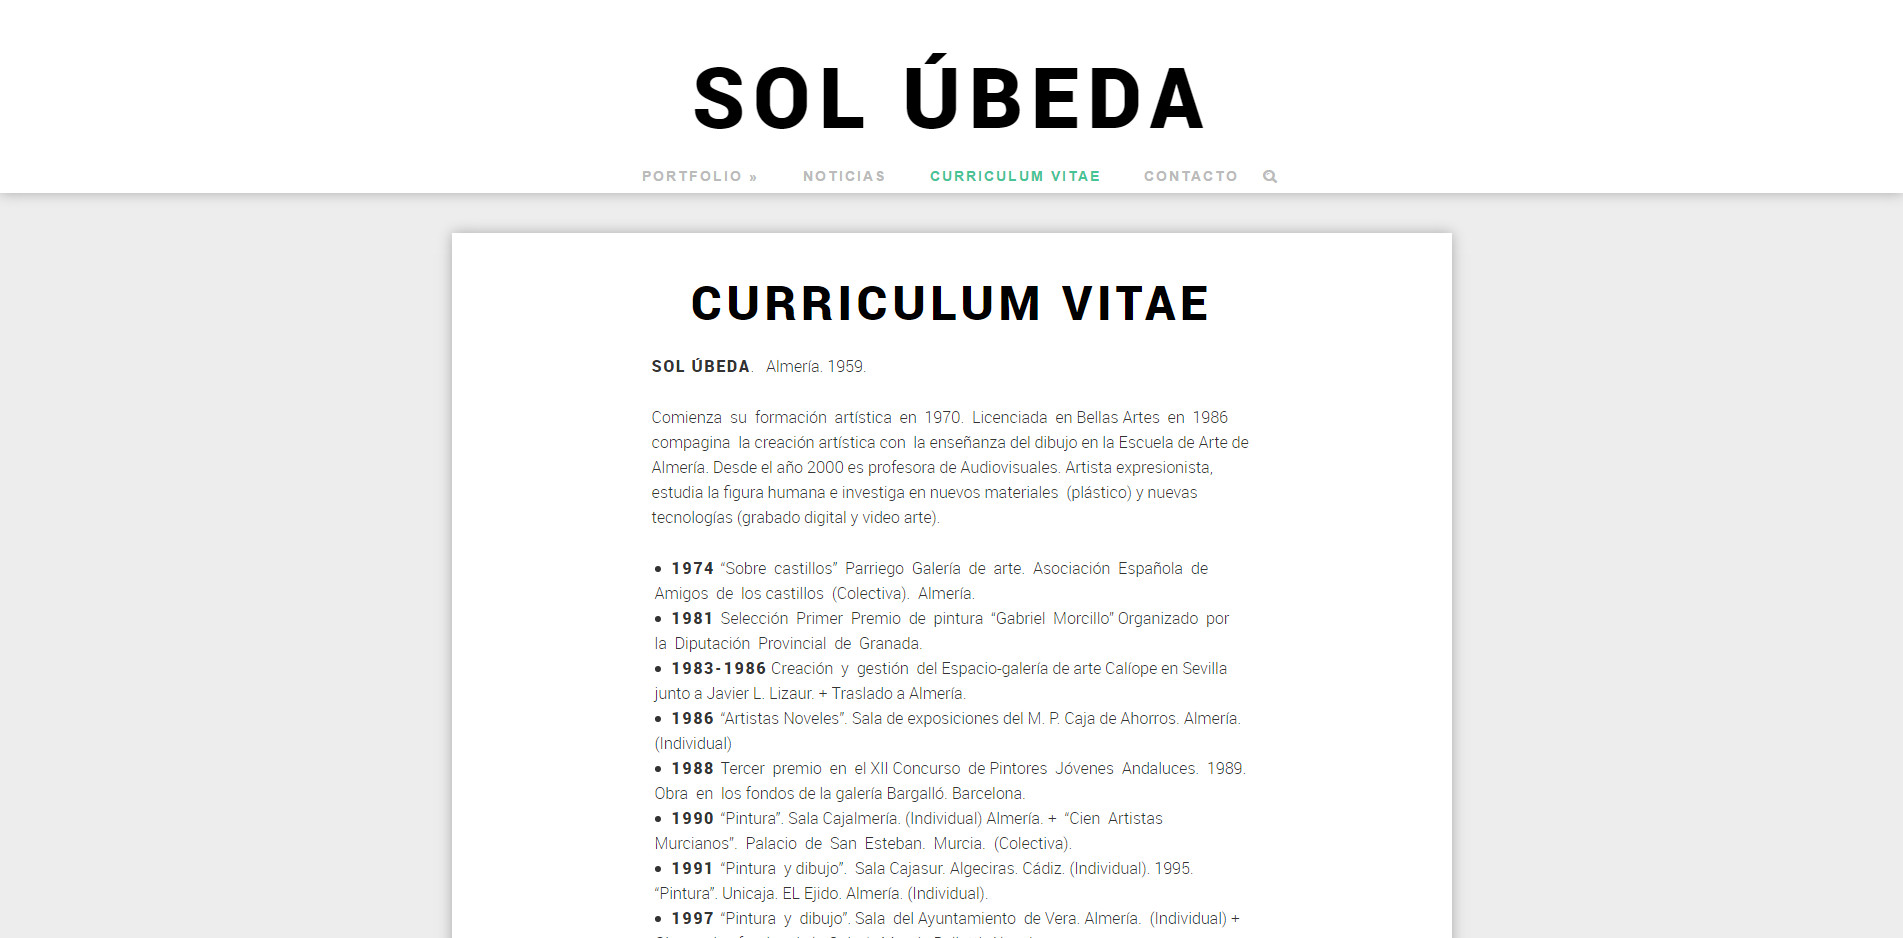 SOL ÚBEDA
PORTFOLIO » NOTICIAS CURRICULUM VITAE CONTACTO
CURRICULUM VITAE
SOL ÚBEDA. Almería. 1959.
Comienza su formación artística en 1970. Licenciada en Bellas Artes en 1986
compagina la creación artística con la enseñanza del dibujo en la Escuela de Arte de
Almería. Desde el año 2000 es profesora de Audiovisuales. Artista expresionista,
estudia la figura humana e investiga en nuevos materiales (plástico) y nuevas
tecnologías (grabado digital y video arte).
• 1974 “Sobre castillos” Parriego Galería de arte. Asociación Española de
Amigos de los castillos (Colectiva). Almería.
• 1981 Selección Primer Premio de pintura “Gabriel Morcillo” Organizado por
la Diputación Provincial de Granada.
• 1983-1986 Creación y gestión del Espacio-galería de arte Calíope en Sevilla
junto a Javier L. Lizaur. + Traslado a Almería.
• 1986 “Artistas Noveles”. Sala de exposiciones del M. P. Caja de Ahorros. Almería.
(Individual)
• 1988 Tercer premio en el XII Concurso de Pintores Jóvenes Andaluces. 1989.
Obra en los fondos de la galería Bargalló. Barcelona.
• 1990 “Pintura”. Sala Cajalmería. (Individual) Almería. + “Cien Artistas
Murcianos”. Palacio de San Esteban. Murcia. (Colectiva).
• 1991 “Pintura y dibujo”. Sala Cajasur. Algeciras. Cádiz. (Individual). 1995.
“Pintura”. Unicaja. EL Ejido. Almería. (Individual).
• 1997 “Pintura y dibujo”. Sala del Ayuntamiento de Vera. Almería. (Individual) +